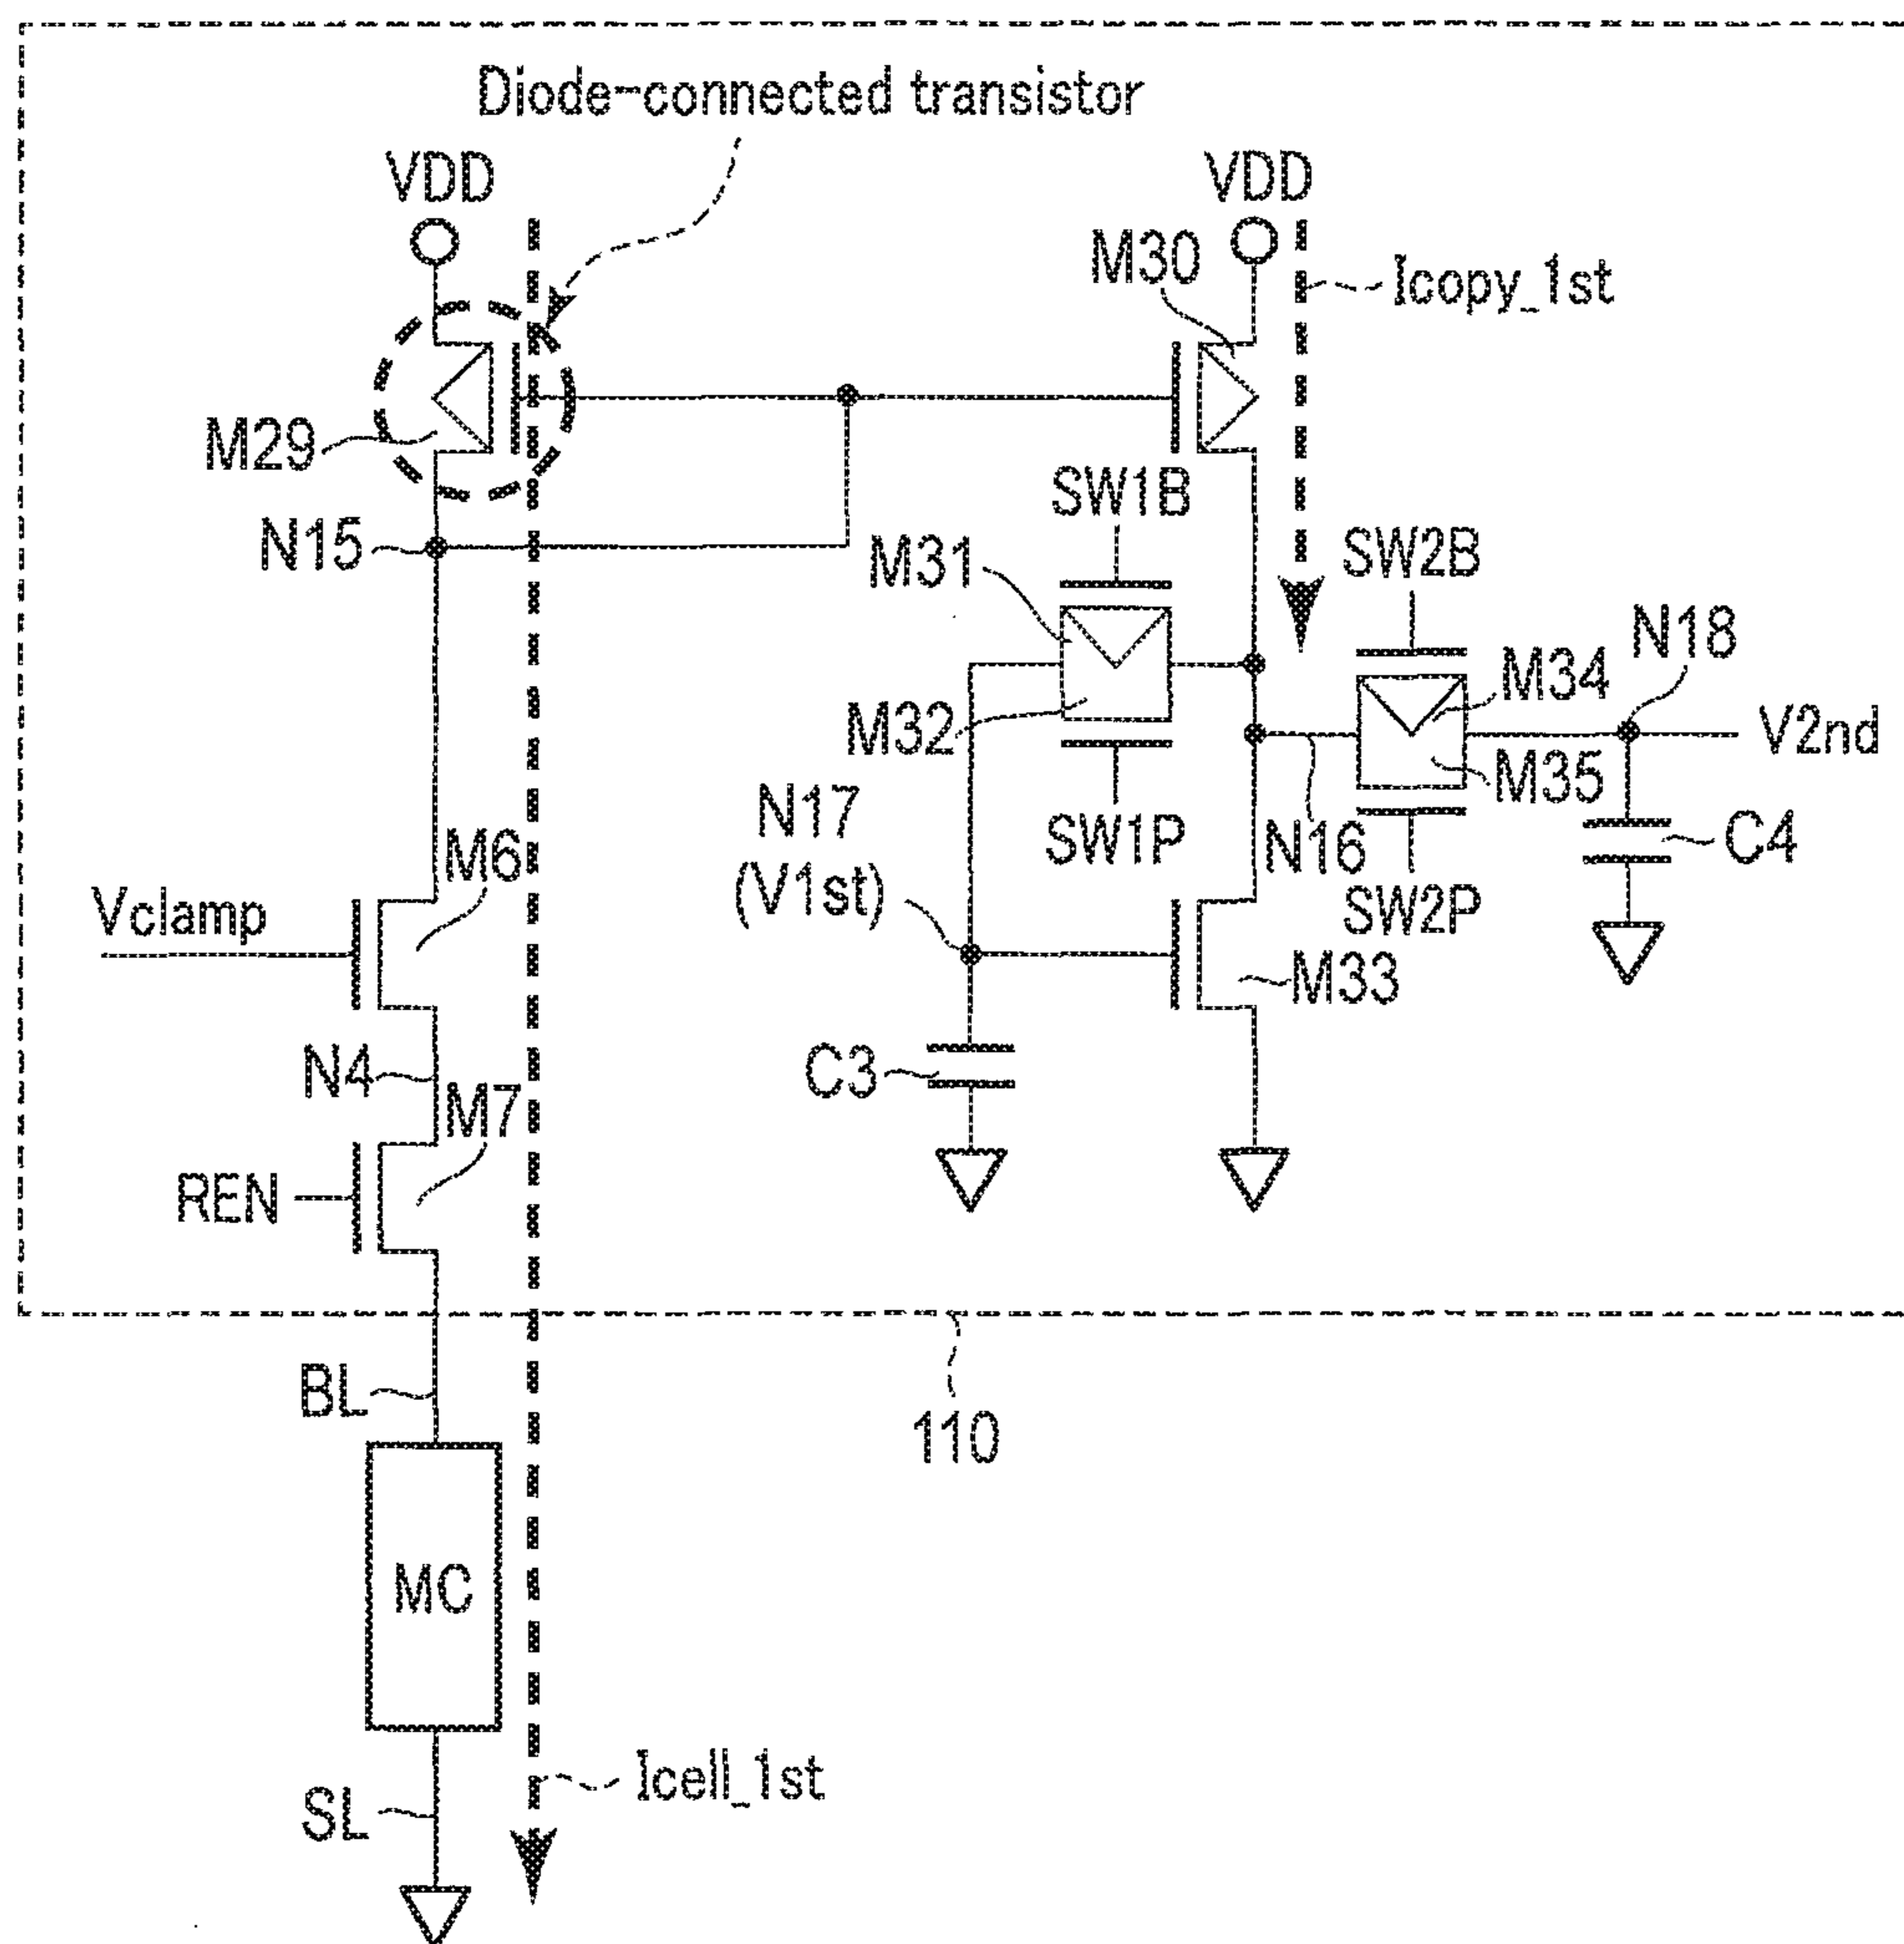 Diode-connected transistor
VDD
VDD
M30
Icopy_1st
M29
SW1B
N15
M31
SW2B
N18
M34
M32
V2nd
M35
N17
(V1st)
SW1P
N16
C4
M6
SW2P
Vclamp
M33
N4
C3
M7
REN
BL
110
MC
Icell_1st
SL